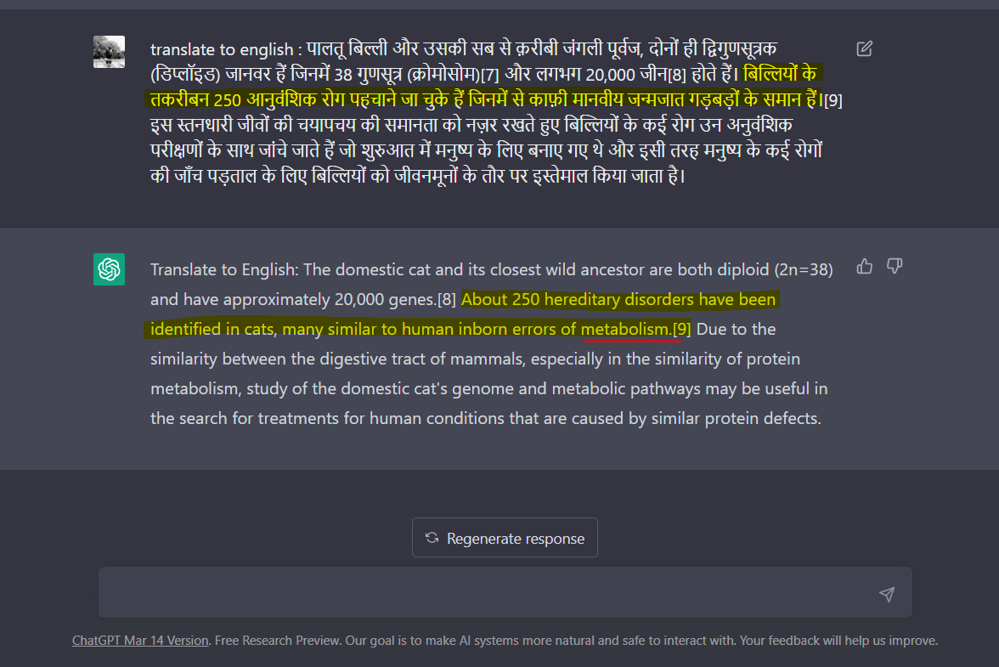 translate to english : पालतू बिल्ली और उसकी सब से क़रीबी जंगली पूर्वज, दोनों ही द्विगुणसूत्रक
(डिप्लॉइड) जानवर हैं जिनमें 38 गुणसूत्र (क्रोमोसोम)[7] और लगभग 20,000 जीन[8] होते हैं। बिल्लियों के
तकरीबन 250 आनुवंशिक रोग पहचाने जा चुके हैं जिनमें से काफ़ी मानवीय जन्मजात गड़बड़ों के समान हैं।[9]
इस स्तनधारी जीवों की चयापचय की समानता को नज़र रखते हुए बिल्लियों के कई रोग उन अनुवंशिक
परीक्षणों के साथ जांचे जाते हैं जो शुरुआत में मनुष्य के लिए बनाए गए थे और इसी तरह मनुष्य के कई रोगों
की जाँच पड़ताल के लिए बिल्लियों को जीवनमूनों के तौर पर इस्तेमाल किया जाता है।
Translate to English: The domestic cat and its closest wild ancestor are both diploid (2n=38)
and have approximately 20,000 genes.[8] About 250 hereditary disorders have been
identified in cats, many similar to human inborn errors of metabolism.[9] Due to the
similarity between the digestive tract of mammals, especially in the similarity of protein
metabolism, study of the domestic cat's genome and metabolic pathways may be useful in
the search for treatments for human conditions that are caused by similar protein defects.
Regenerate response
ChatGPT Mar 14 Version. Free Research Preview. Our goal is to make AI systems more natural and safe to interact with. Your feedback will help us improve.